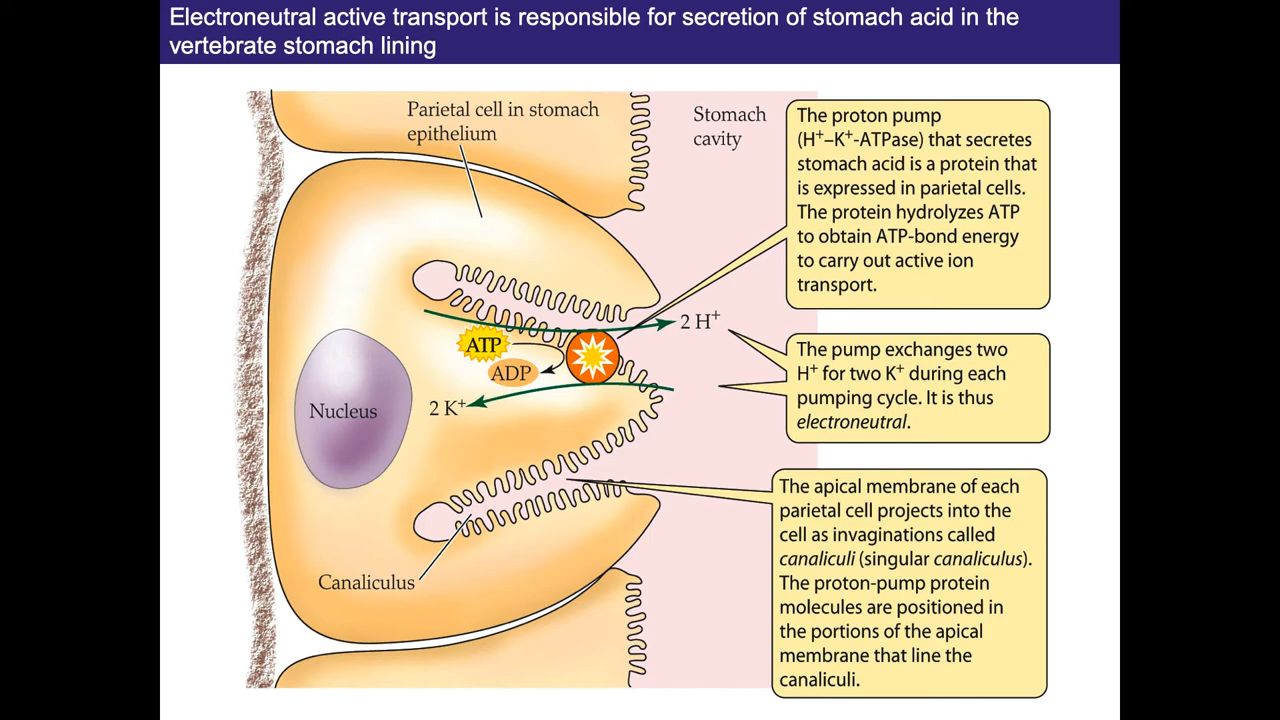 Electroneutral active transport is responsible for secretion of stomach acid in the
vertebrate stomach lining
Parietal cell in stomach
epithelium
Stomach
cavity
The proton pump
(H⁺–K⁺-ATPase) that secretes
stomach acid is a protein that
is expressed in parietal cells.
The protein hydrolyzes ATP
to obtain ATP-bond energy
to carry out active ion
transport.
2 H⁺
ATP
ADP
2 K⁺
Nucleus
The pump exchanges two
H⁺ for two K⁺ during each
pumping cycle. It is thus
electroneutral.
The apical membrane of each
parietal cell projects into the
cell as invaginations called
canaliculi (singular canaliculus).
The proton-pump protein
molecules are positioned in
the portions of the apical
membrane that line the
canaliculi.
Canaliculus